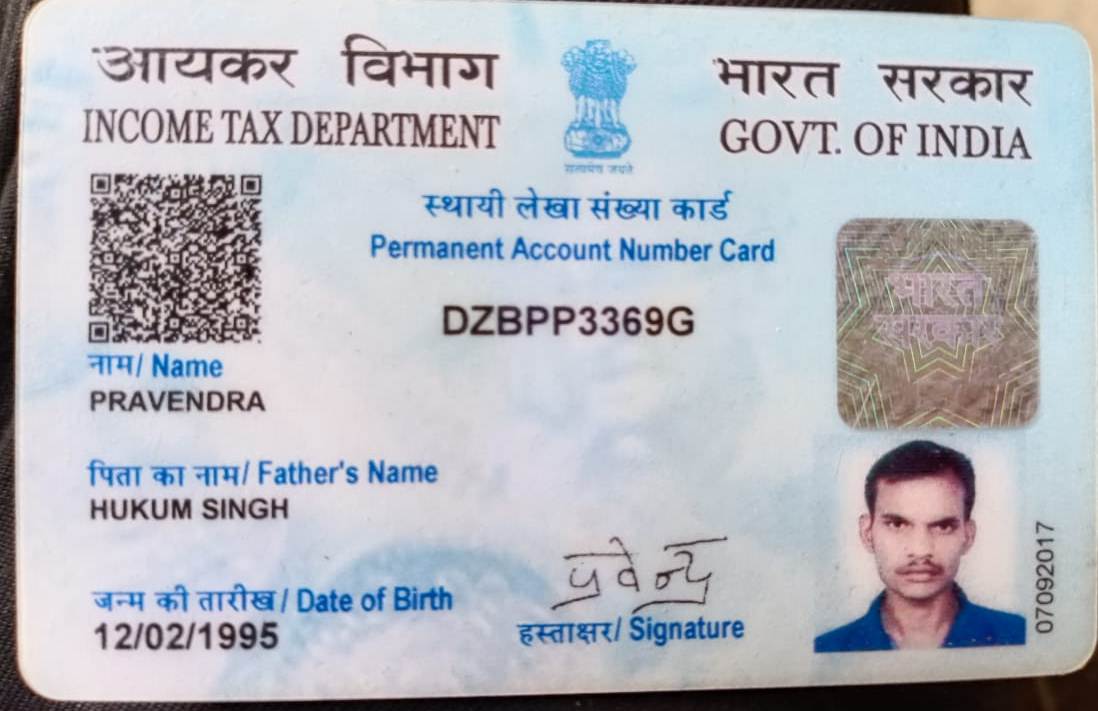 आयकर विभाग
INCOME TAX DEPARTMENT
भारत सरकार
GOVT. OF INDIA
सत्यमेव जयते
स्थायी लेखा संख्या कार्ड
Permanent Account Number Card
DZBPP3369G
भारत
सरकार
नाम/ Name
PRAVENDRA
पिता का नाम/ Father's Name
HUKUM SINGH
जन्म की तारीख/ Date of Birth
12/02/1995
प्रवेन्द्र
हस्ताक्षर/ Signature
07092017